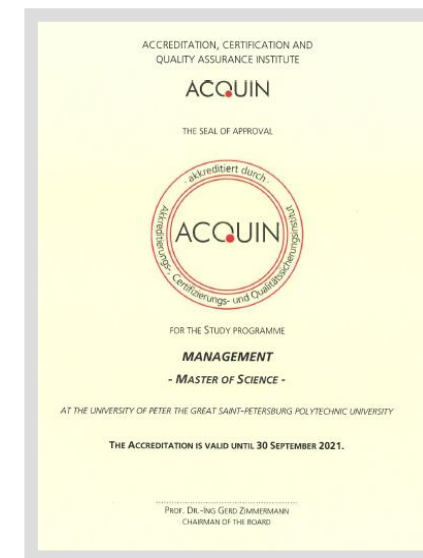 ACCREDITATION, CERTIFICATION AND
QUALITY ASSURANCE INSTITUTE
ACQUIN
THE SEAL OF APPROVAL
· akkreditiert durch ·
ACQUIN
Akkreditierungs-, Certifizierungs- und Qualitätssicherungsinstitut
FOR THE STUDY PROGRAMME
MANAGEMENT
- MASTER OF SCIENCE -
AT THE UNIVERSITY OF PETER THE GREAT SAINT-PETERSBURG POLYTECHNIC UNIVERSITY
THE ACCREDITATION IS VALID UNTIL 30 SEPTEMBER 2021.
PROF. DR.-ING GERD ZIMMERMANN
CHAIRMAN OF THE BOARD